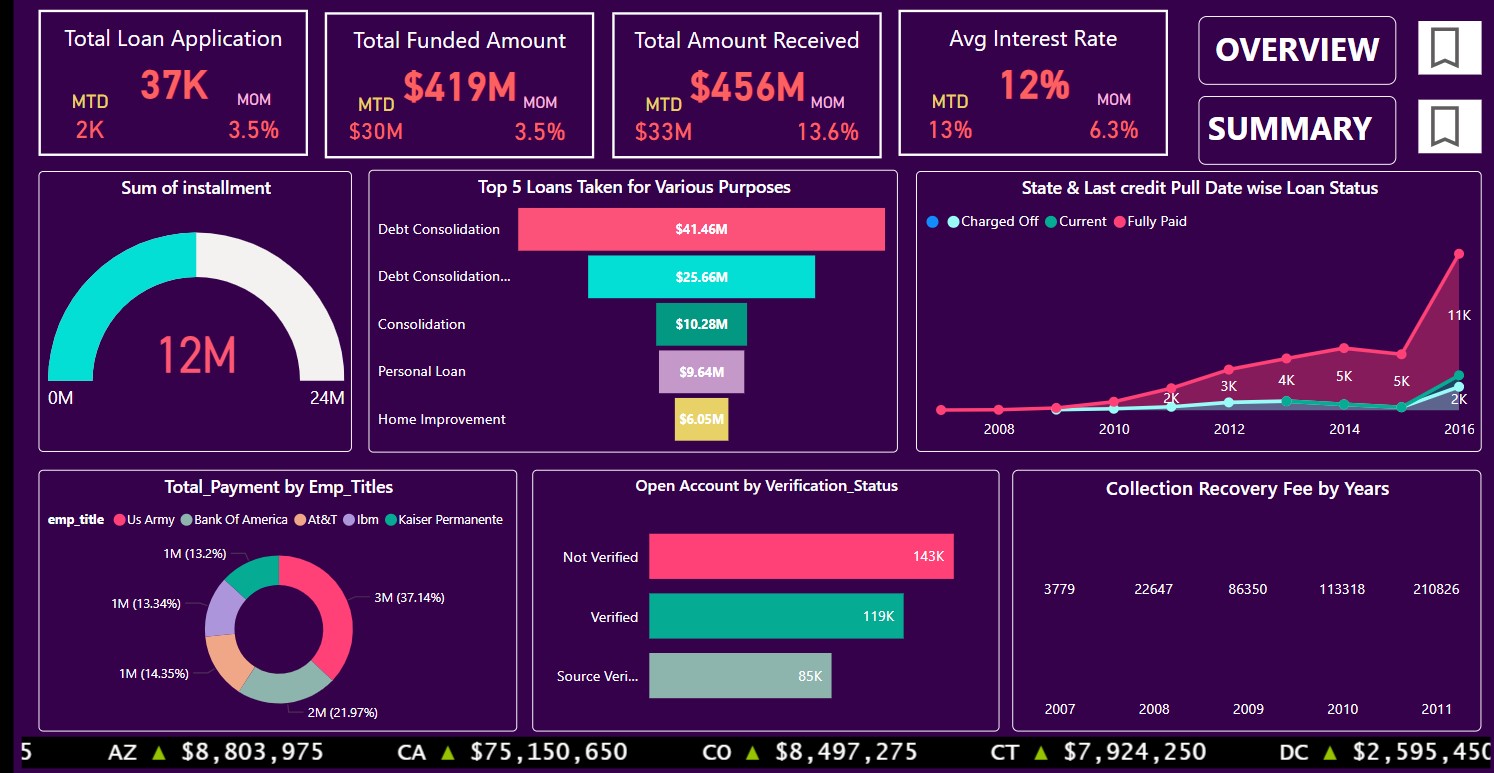 Total Loan Application
37K
MTD
MOM
2K
3.5%
Total Funded Amount
$419M
MTD
MOM
$30M
3.5%
Total Amount Received
$456M
MTD
MOM
$33M
13.6%
Avg Interest Rate
12%
MTD
MOM
13%
6.3%
OVERVIEW
SUMMARY
Sum of installment
12M
0M
24M
Top 5 Loans Taken for Various Purposes
Debt Consolidation $41.46M
Debt Consolidation... $25.66M
Consolidation $10.28M
Personal Loan $9.64M
Home Improvement $6.05M
State & Last credit Pull Date wise Loan Status
Charged Off Current Fully Paid
11K
2K 3K 4K 5K 5K 2K
2008 2010 2012 2014 2016
Total_Payment by Emp_Titles
emp_title Us Army Bank Of America At&T Ibm Kaiser Permanente
1M (13.2%)
3M (37.14%)
1M (13.34%)
1M (14.35%)
2M (21.97%)
Open Account by Verification_Status
Not Verified 143K
Verified 119K
Source Veri... 85K
Collection Recovery Fee by Years
3779 22647 86350 113318 210826
2007 2008 2009 2010 2011
5 AZ ▲ $8,803,975 CA ▲ $75,150,650 CO ▲ $8,497,275 CT ▲ $7,924,250 DC ▲ $2,595,450